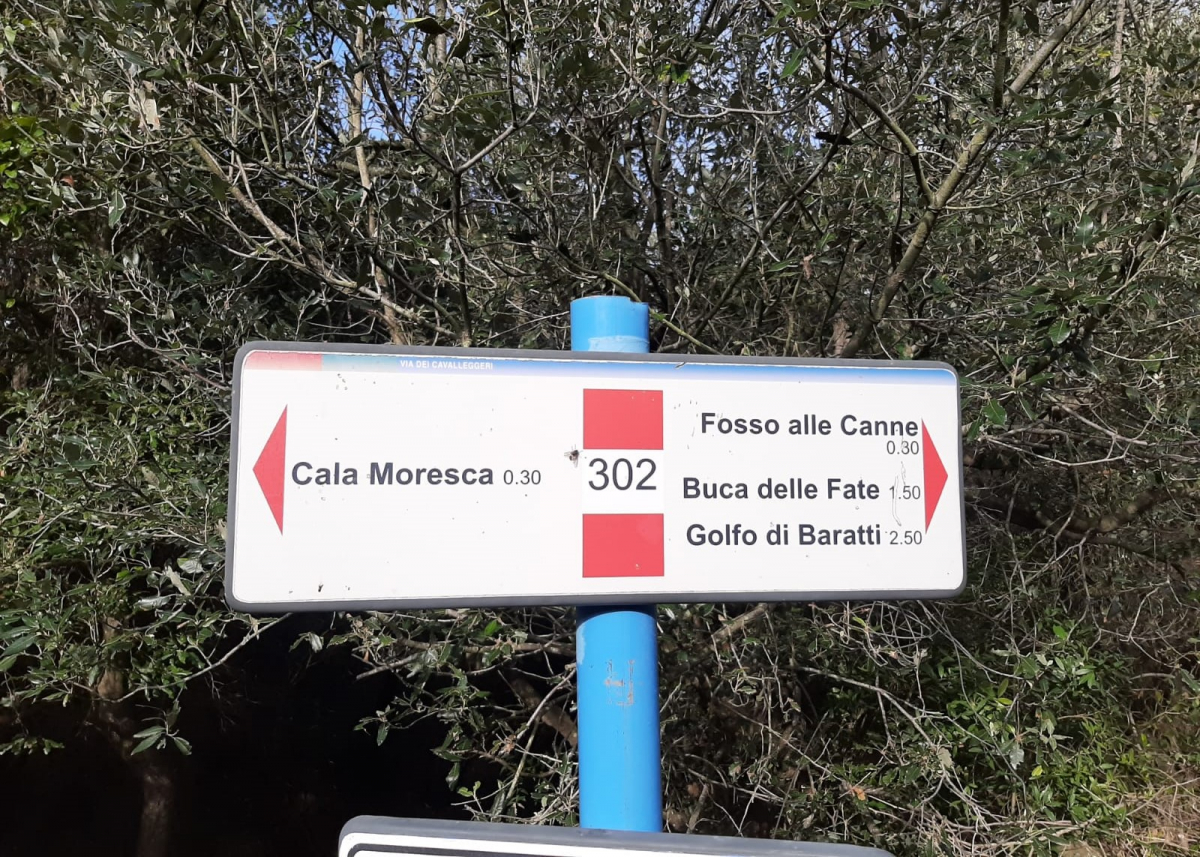 VIA DEI CAVALLEGGERI
Cala Moresca 0.30
302
Fosso alle Canne
0.30
Buca delle Fate 1.50
Golfo di Baratti 2.50